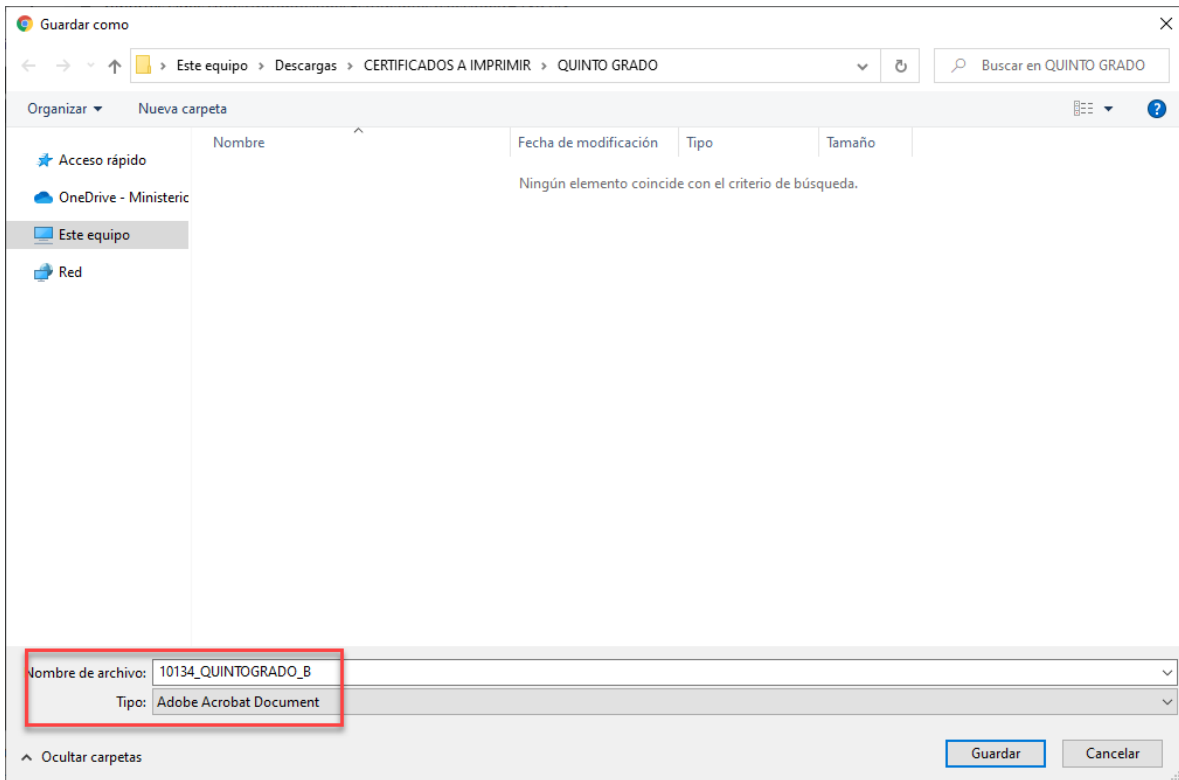 Guardar como
Este equipo > Descargas > CERTIFICADOS A IMPRIMIR > QUINTO GRADO
Buscar en QUINTO GRADO
Organizar
Nueva carpeta
Nombre
Fecha de modificación
Tipo
Tamaño
Acceso rápido
OneDrive - Ministeric
Este equipo
Red
Ningún elemento coincide con el criterio de búsqueda.
Nombre de archivo: 10134_QUINTOGRADO_B
Tipo: Adobe Acrobat Document
Ocultar carpetas
Guardar
Cancelar